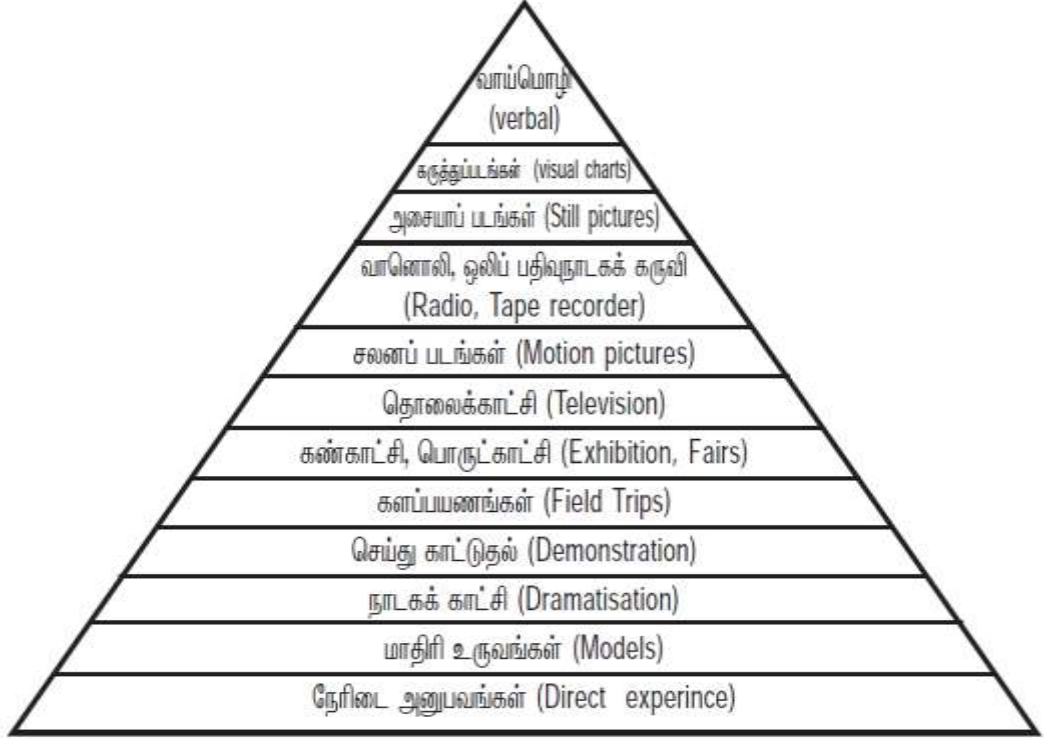 வாய்மொழி
(verbal)
கருத்துப்படங்கள் (visual charts)
அசையாப் படங்கள் (Still pictures)
வானொலி, ஒலிப் பதிவுநாடகக் கருவி
(Radio, Tape recorder)
சலனப் படங்கள் (Motion pictures)
தொலைக்காட்சி (Television)
கண்காட்சி, பொருட்காட்சி (Exhibition, Fairs)
களப்பயணங்கள் (Field Trips)
செய்து காட்டுதல் (Demonstration)
நாடகக் காட்சி (Dramatisation)
மாதிரி உருவங்கள் (Models)
நேரிடை அனுபவங்கள் (Direct experince)